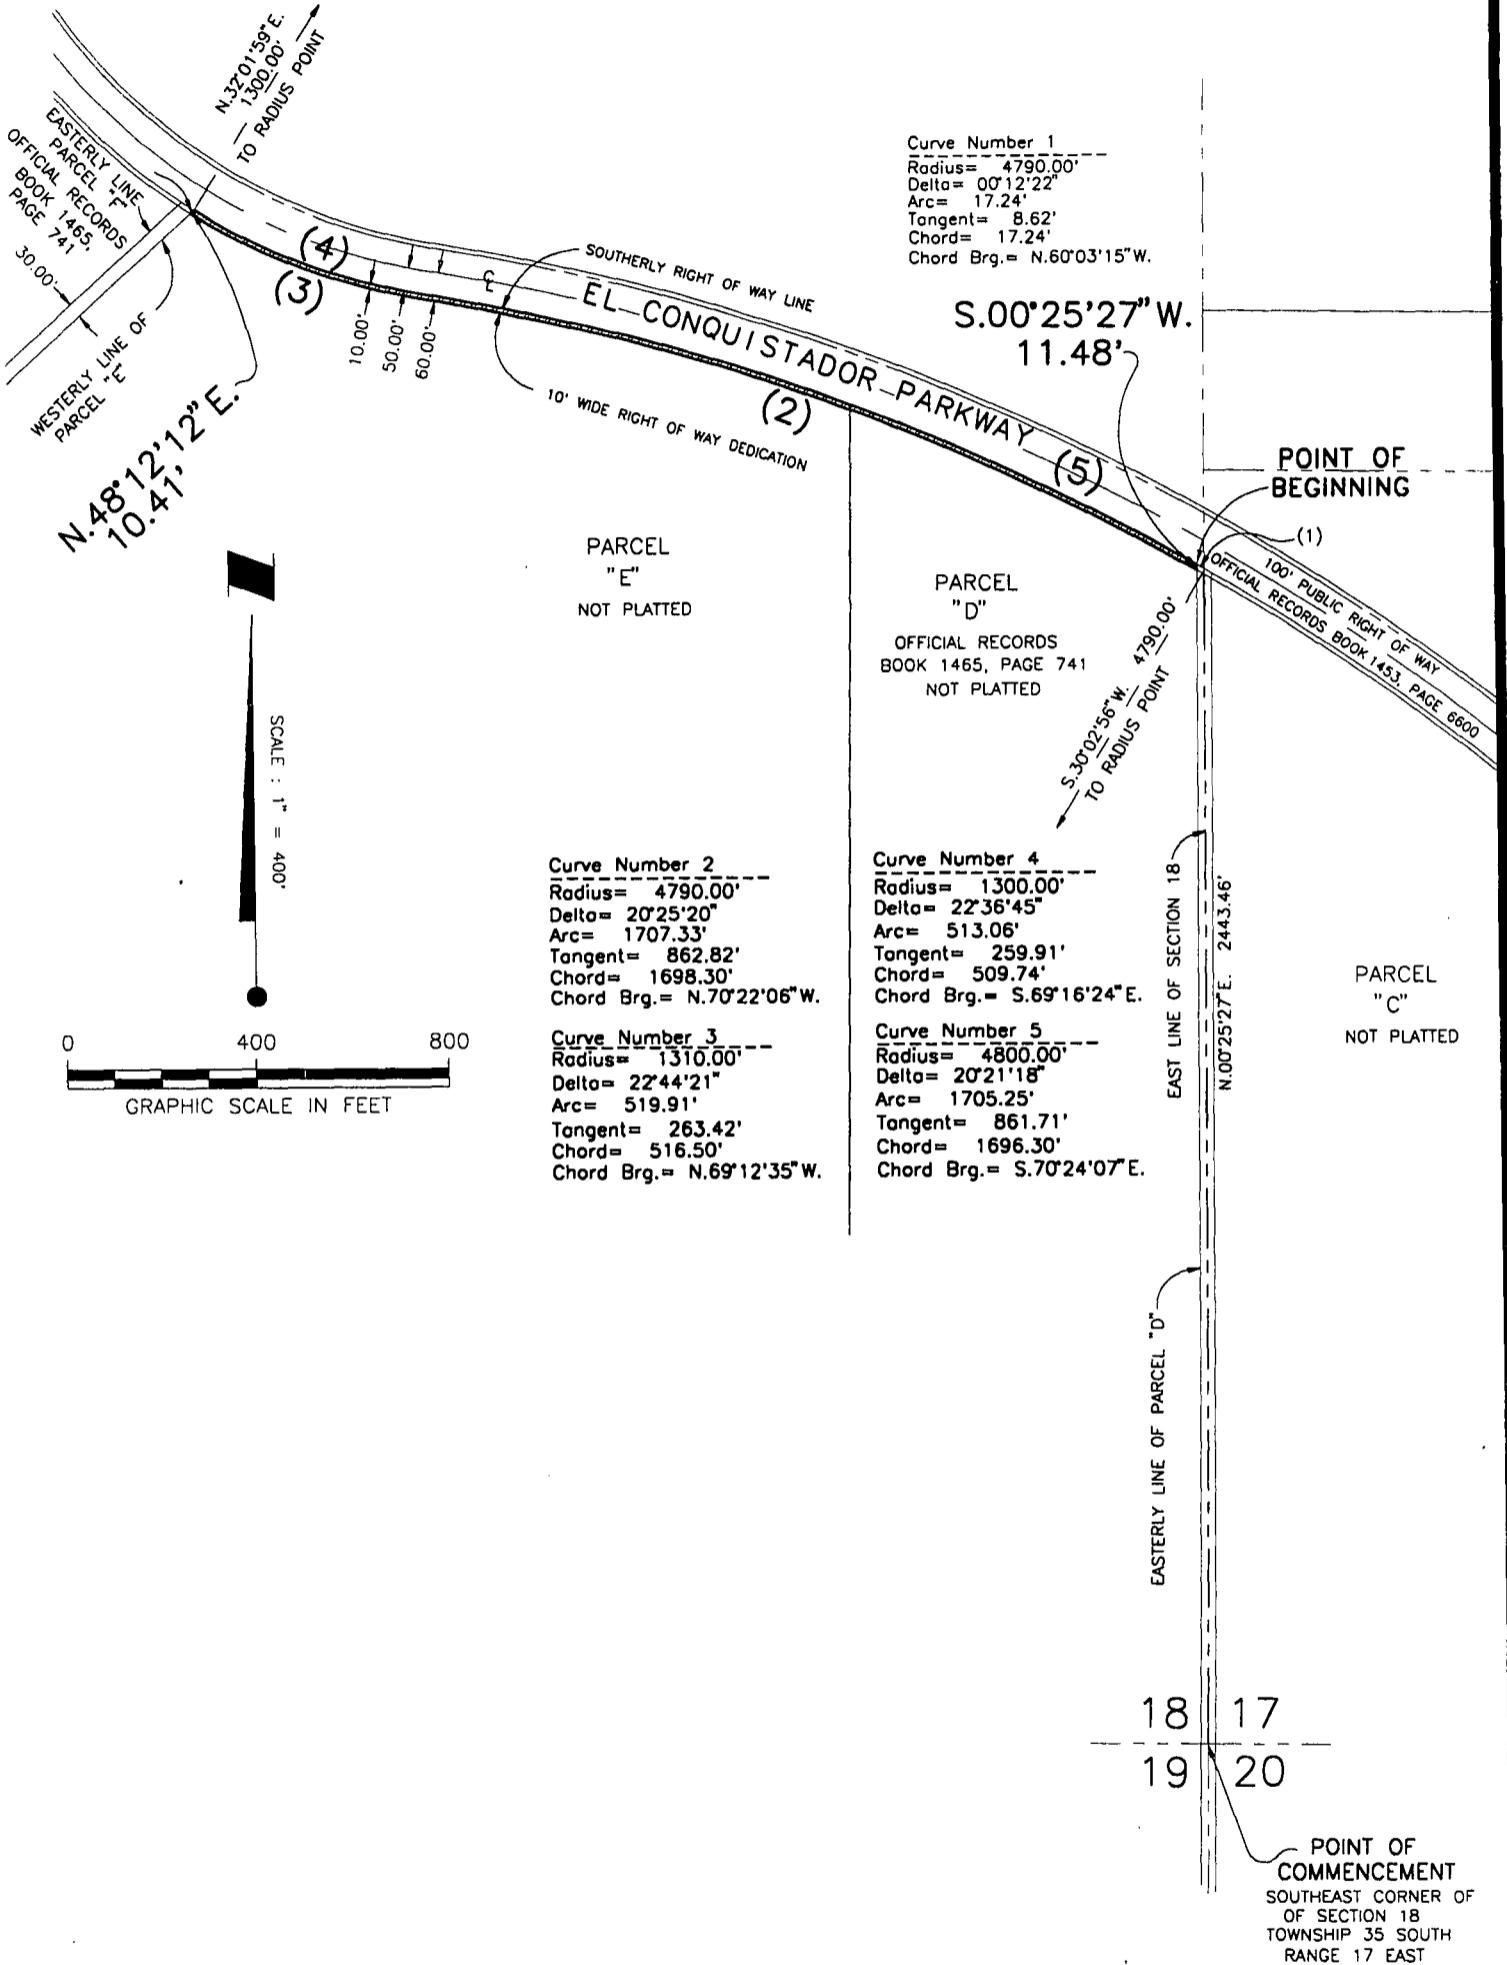 N.32°01'59"E.
1300.00'
TO RADIUS POINT
EASTERLY LINE
PARCEL "F"
OFFICIAL RECORDS
BOOK 1465,
PAGE 741
30.00'
WESTERLY LINE OF
PARCEL "E"
N.48°12'12"E.
10.41'
(4)
(3)
10.00'
50.00'
60.00'
℄
SOUTHERLY RIGHT OF WAY LINE
EL CONQUISTADOR PARKWAY
(2)
10' WIDE RIGHT OF WAY DEDICATION
(5)
Curve Number 1
Radius= 4790.00'
Delta= 00°12'22"
Arc= 17.24'
Tangent= 8.62'
Chord= 17.24'
Chord Brg.= N.60°03'15"W.
S.00°25'27"W.
11.48'
POINT OF
BEGINNING
(1)
100' PUBLIC RIGHT OF WAY
OFFICIAL RECORDS BOOK 1453, PAGE 6600
PARCEL
"E"
NOT PLATTED
PARCEL
"D"
OFFICIAL RECORDS
BOOK 1465, PAGE 741
NOT PLATTED
S.30°02'56"W. 4790.00'
TO RADIUS POINT
SCALE : 1" = 400'
0 400 800
GRAPHIC SCALE IN FEET
Curve Number 2
Radius= 4790.00'
Delta= 20°25'20"
Arc= 1707.33'
Tangent= 862.82'
Chord= 1698.30'
Chord Brg.= N.70°22'06"W.
Curve Number 3
Radius= 1310.00'
Delta= 22°44'21"
Arc= 519.91'
Tangent= 263.42'
Chord= 516.50'
Chord Brg.= N.69°12'35"W.
Curve Number 4
Radius= 1300.00'
Delta= 22°36'45"
Arc= 513.06'
Tangent= 259.91'
Chord= 509.74'
Chord Brg.= S.69°16'24"E.
Curve Number 5
Radius= 4800.00'
Delta= 20°21'18"
Arc= 1705.25'
Tangent= 861.71'
Chord= 1696.30'
Chord Brg.= S.70°24'07"E.
EAST LINE OF SECTION 18
N.00°25'27"E. 2443.46'
PARCEL
"C"
NOT PLATTED
EASTERLY LINE OF PARCEL "D"
18 17
19 20
POINT OF
COMMENCEMENT
SOUTHEAST CORNER OF
OF SECTION 18
TOWNSHIP 35 SOUTH
RANGE 17 EAST